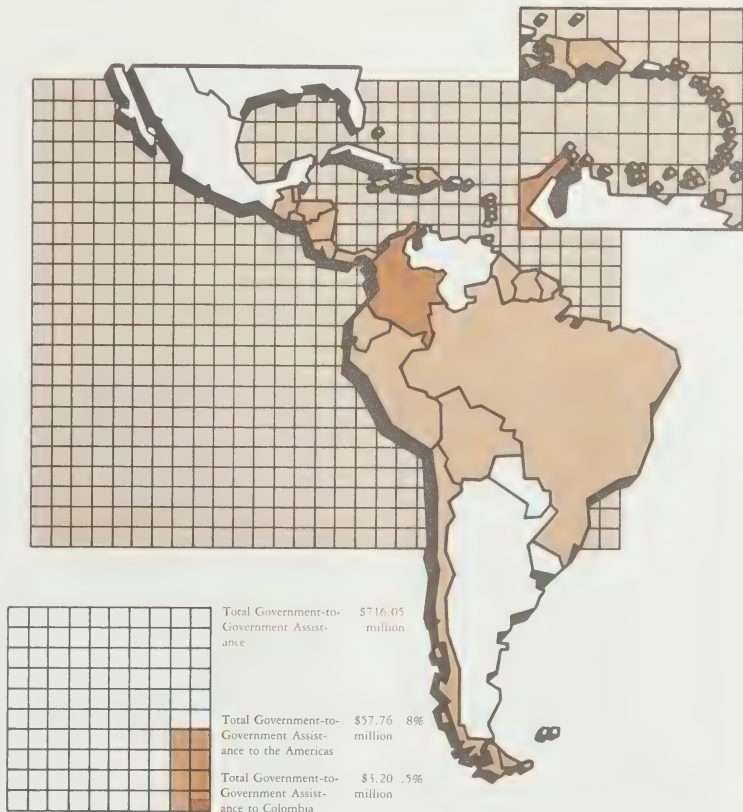 Total Government-to- $716.05
Government Assist- million
ance
Total Government-to- $57.76 8%
Government Assist- million
ance to the Americas
Total Government-to- $3.20 .5%
Government Assist- million
ance to Colombia